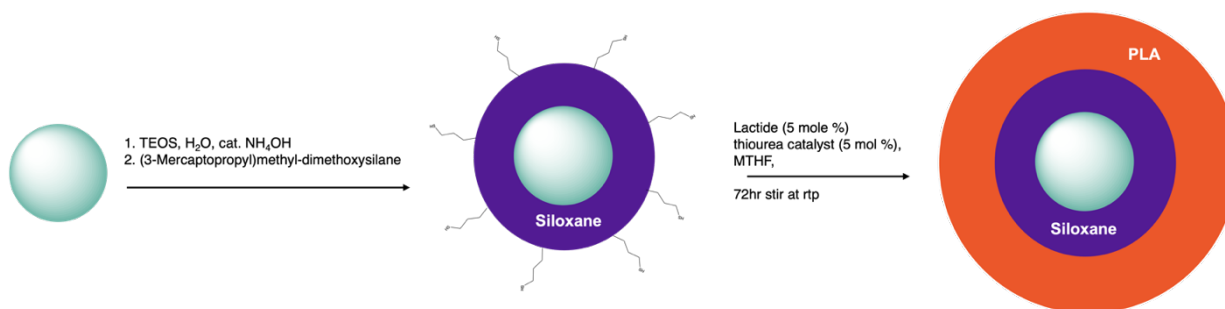 1. TEOS, H₂O, cat. NH₄OH
2. (3-Mercaptopropyl)methyl-dimethoxysilane
Siloxane
Lactide (5 mole %)
thiourea catalyst (5 mol %),
MTHF,
72hr stir at rtp
PLA
Siloxane